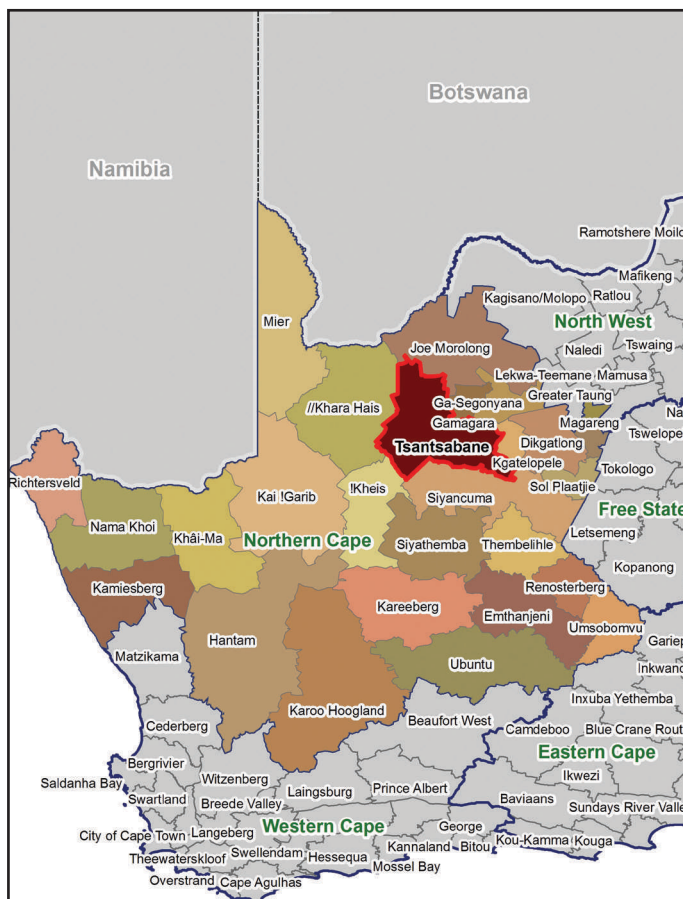 Botswana
Namibia
Ramotshere Moilo
Mafikeng
Kagisano/Molopo
Ratlou
Mier
North West
Joe Morolong
Naledi
Tswaing
Lekwa-Teemane
Mamusa
//Khara Hais
Ga-Segonyana
Greater Taung
Na
Gamagara
Magareng
Tswelope
Tsantsabane
Dikgatlong
Kgatelopele
Tokologo
Richtersveld
Kai !Garib
!Kheis
Siyancuma
Sol Plaatje
Free State
Nama Khoi
Khâi-Ma
Northern Cape
Siyathemba
Thembelihle
Letsemeng
Kopanong
Kamiesberg
Renosterberg
Kareeberg
Emthanjeni
Umsobomvu
Hantam
Gariep
Matzikama
Ubuntu
Inkwanc
Inxuba Yethemba
Karoo Hoogland
Beaufort West
Camdeboo
Blue Crane Rout
Cederberg
Eastern Cape
Bergrivier
Ikwezi
Saldanha Bay
Witzenberg
Laingsburg
Prince Albert
Swartland
Breede Valley
Baviaans
Sundays River Valle
City of Cape Town
Langeberg
Western Cape
George
Kou-Kamma
Kouga
Theewaterskloof
Swellendam
Hessequa
Kannaland
Bitou
Mossel Bay
Overstrand
Cape Agulhas